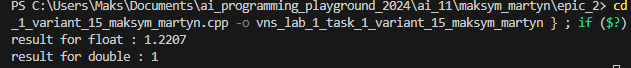 PS C:\Users\Maks\Documents\ai_programming_playground_2024\ai_11\maksym_martyn\epic_2> cd
_1_variant_15_maksym_martyn.cpp -o vns_lab_1_task_1_variant_15_maksym_martyn } ; if ($?)
result for float : 1.2207
result for double : 1